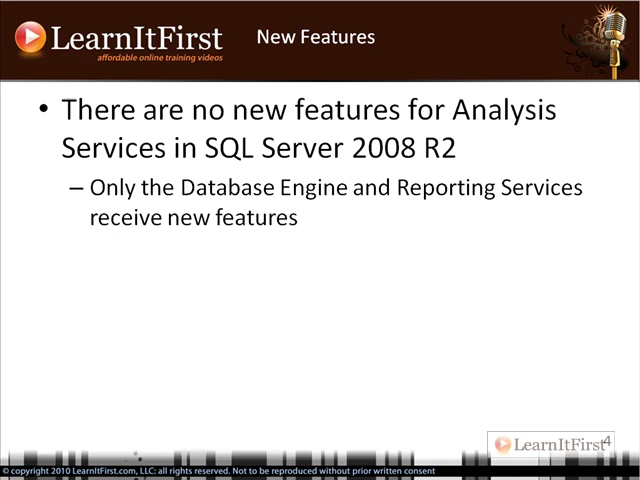 LearnItFirst
affordable online training videos
New Features
• There are no new features for Analysis
Services in SQL Server 2008 R2
– Only the Database Engine and Reporting Services
receive new features
LearnItFirst
4
© copyright 2010 LearnItFirst.com, LLC: all rights reserved. Not to be reproduced without prior written consent